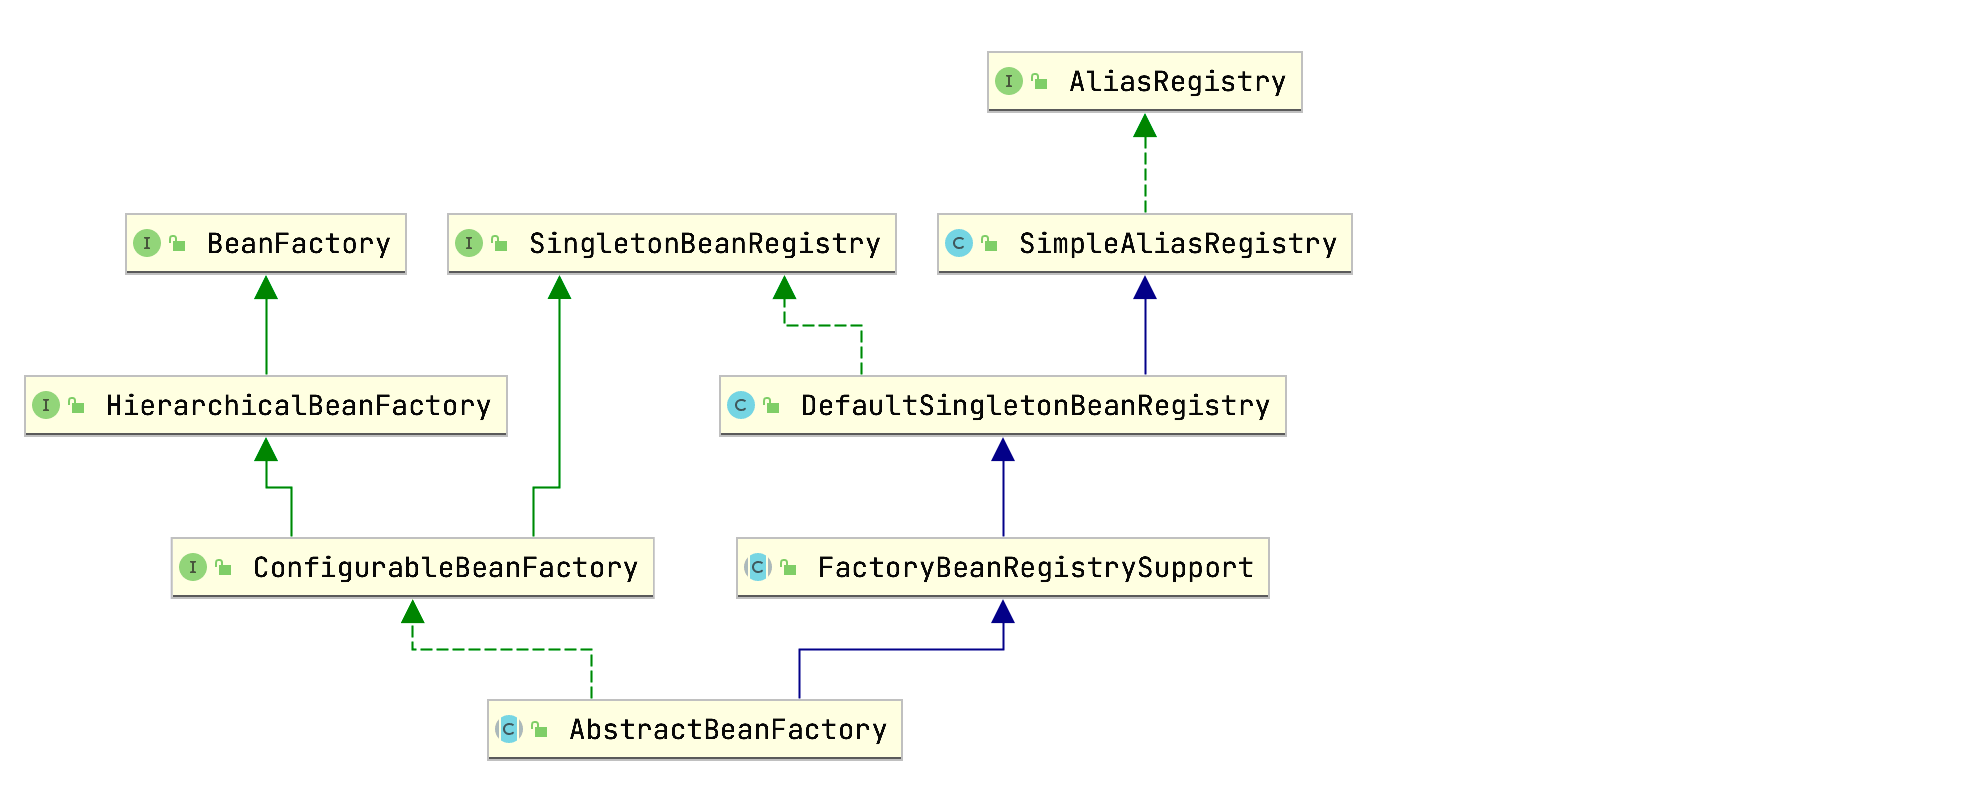 I AliasRegistry
I BeanFactory
I SingletonBeanRegistry
C SimpleAliasRegistry
I HierarchicalBeanFactory
C DefaultSingletonBeanRegistry
I ConfigurableBeanFactory
C FactoryBeanRegistrySupport
C AbstractBeanFactory